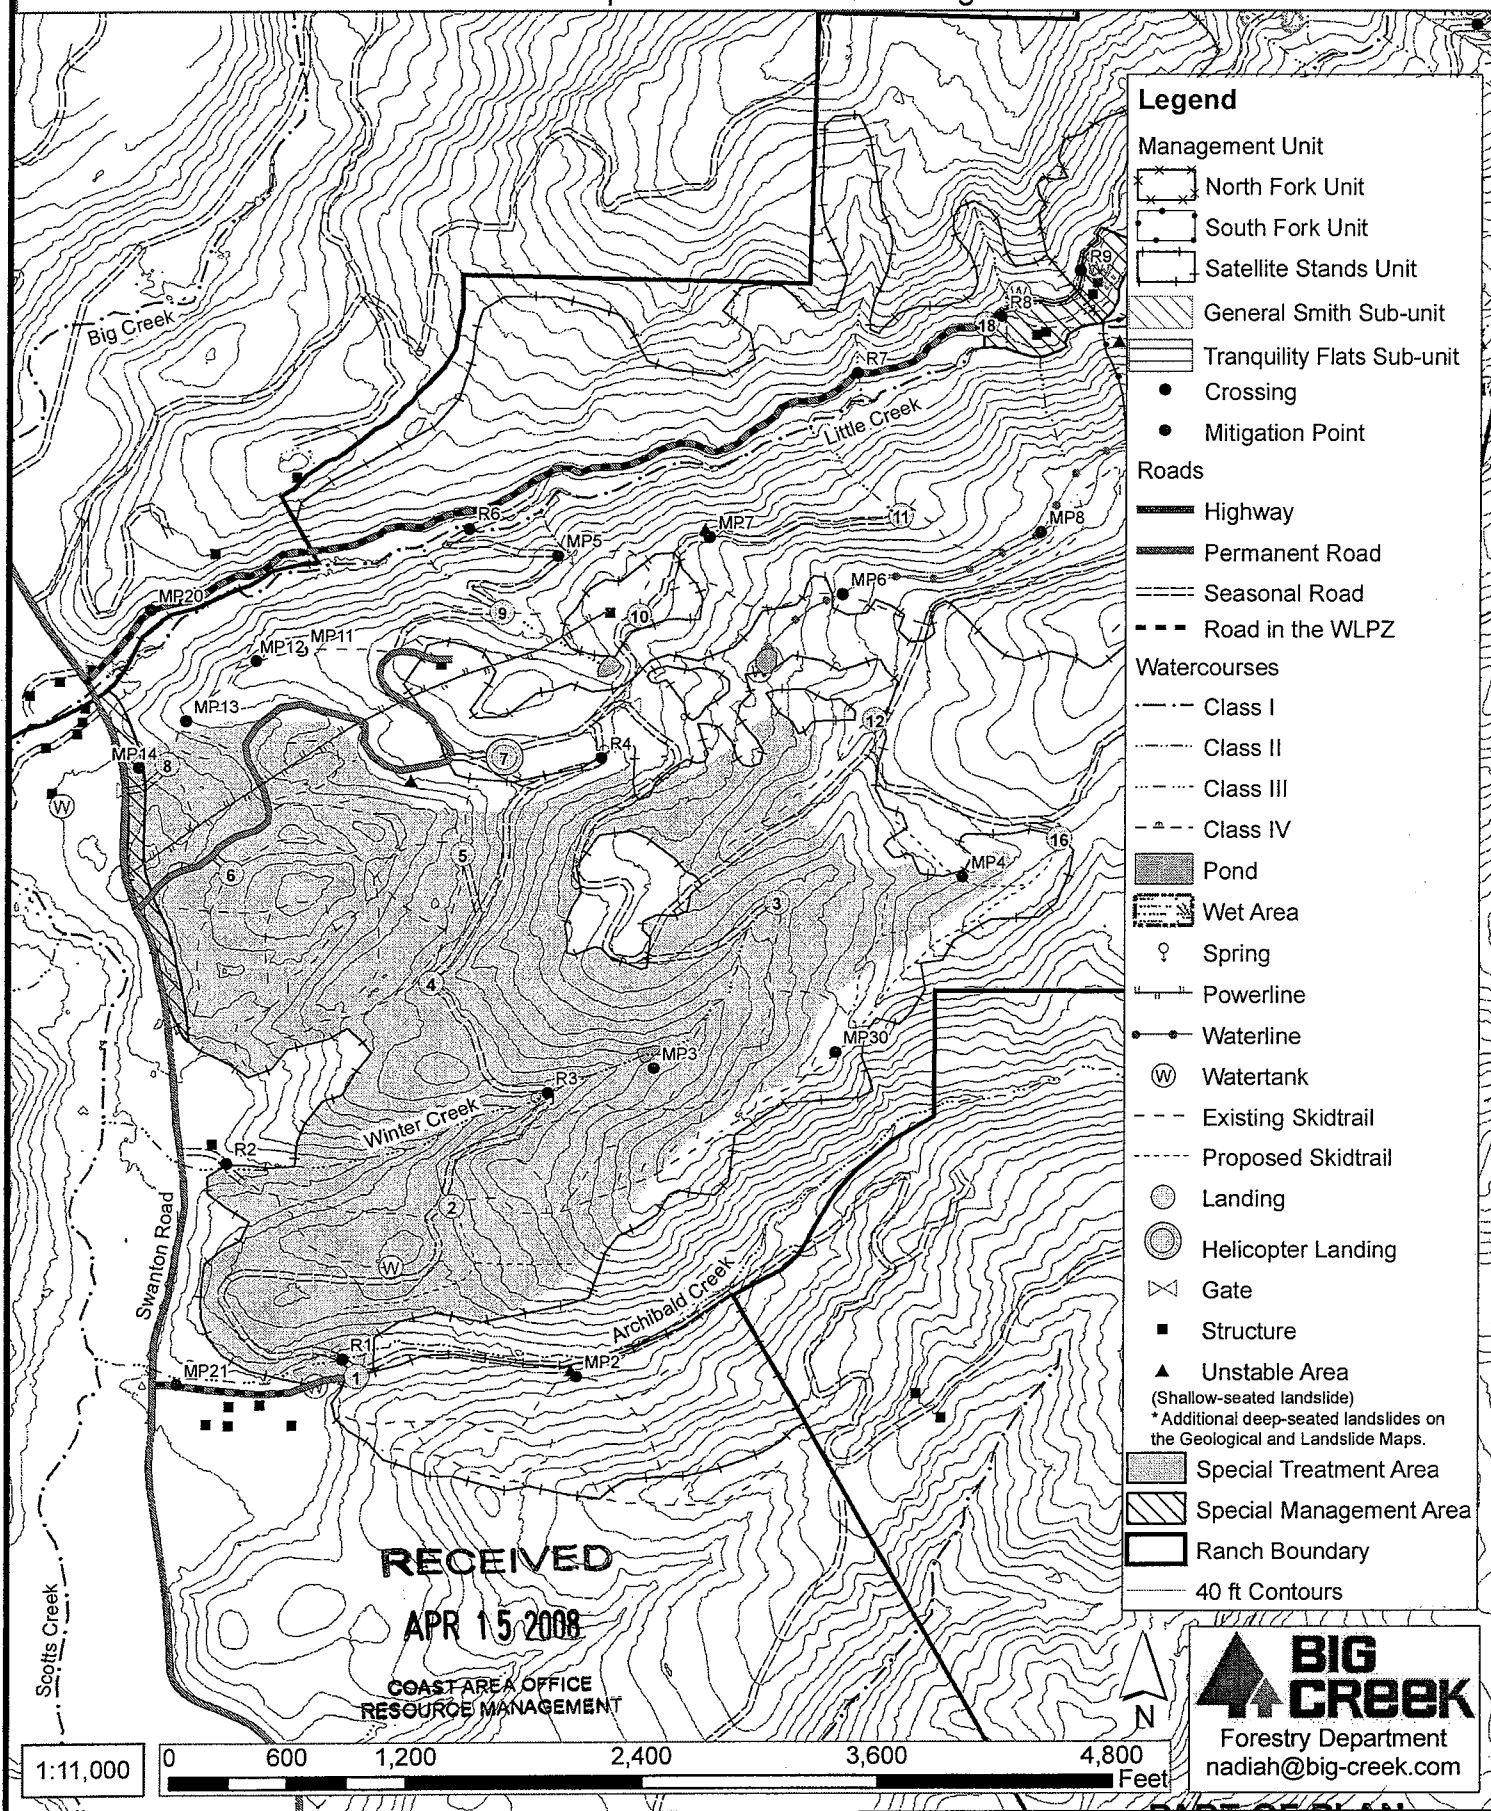 Legend
Management Unit
North Fork Unit
South Fork Unit
Satellite Stands Unit
General Smith Sub-unit
Tranquility Flats Sub-unit
Crossing
Mitigation Point
Roads
Highway
Permanent Road
Seasonal Road
Road in the WLPZ
Watercourses
Class I
Class II
Class III
Class IV
Pond
Wet Area
Spring
Powerline
Waterline
W Watertank
Existing Skidtrail
Proposed Skidtrail
Landing
Helicopter Landing
Gate
Structure
Unstable Area
(Shallow-seated landslide)
* Additional deep-seated landslides on
the Geological and Landslide Maps.
Special Treatment Area
Special Management Area
Ranch Boundary
40 ft Contours
Big Creek
R9
W
R8
18
R7
Little Creek
R6
11
MP7
MP8
MP5
MP6
MP20
9
10
MP12
MP11
MP13
12
MP14
8
7
R4
W
5
16
6
MP4
3
4
MP30
MP3
R3
Winter Creek
R2
2
Swanton Road
W
Archibald Creek
R1
MP21
MP2
1
W
Scotts Creek
RECEIVED
APR 15 2008
COAST AREA OFFICE
RESOURCE MANAGEMENT
N
BIG
CREEK
Forestry Department
nadiah@big-creek.com
1:11,000
0 600 1,200 2,400 3,600 4,800
Feet
PART OF PLAN